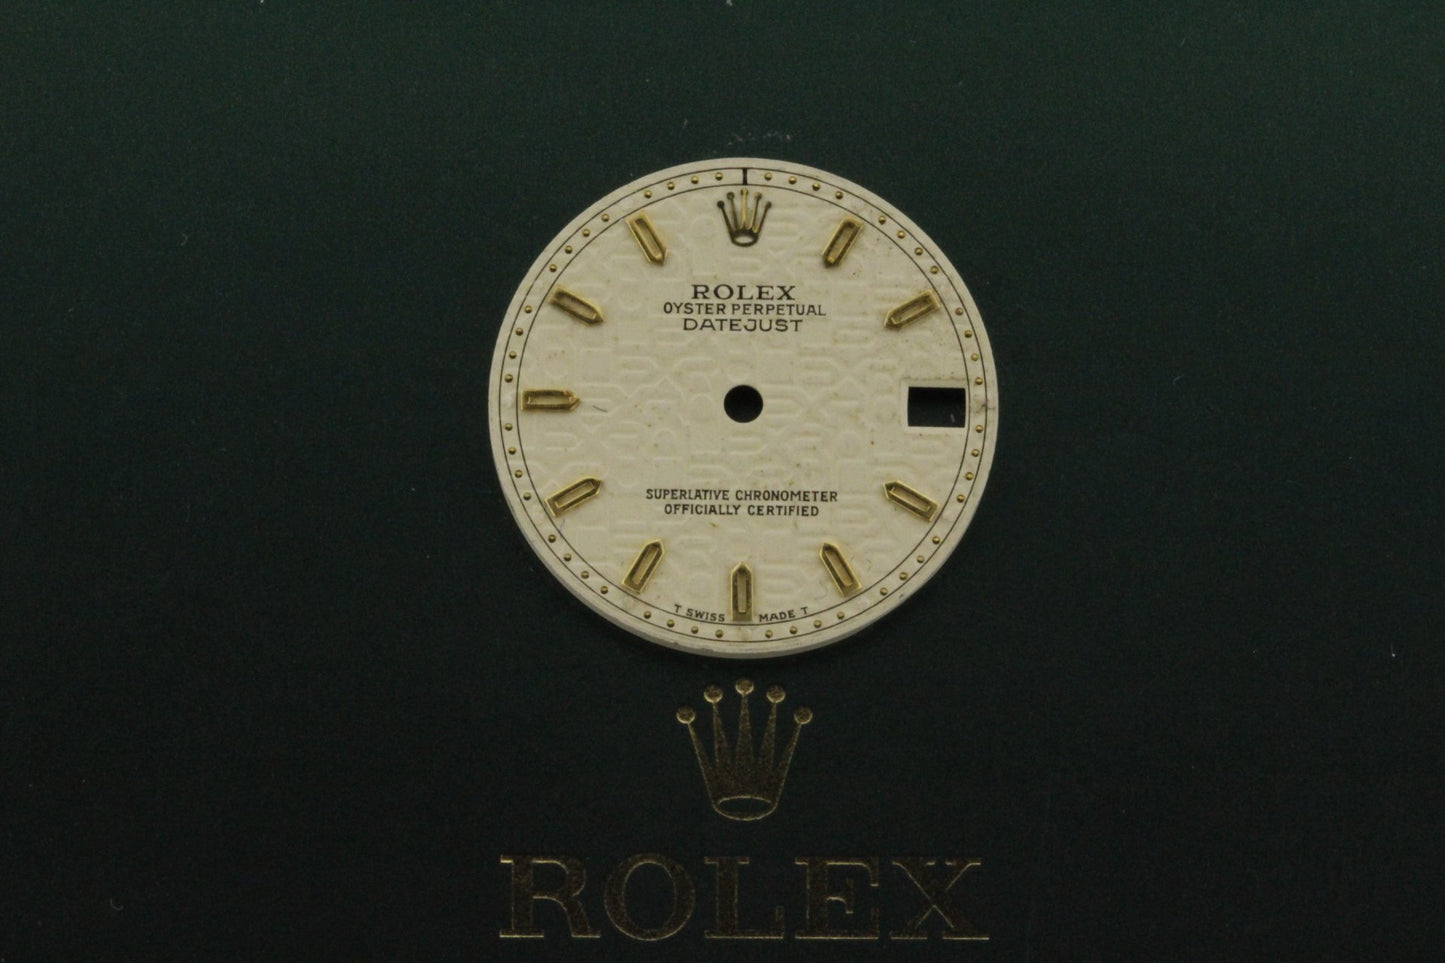 ROLEX
OYSTER PERPETUAL
DATEJUST
SUPERLATIVE CHRONOMETER
OFFICIALLY CERTIFIED
T SWISS MADE T
ROLEX